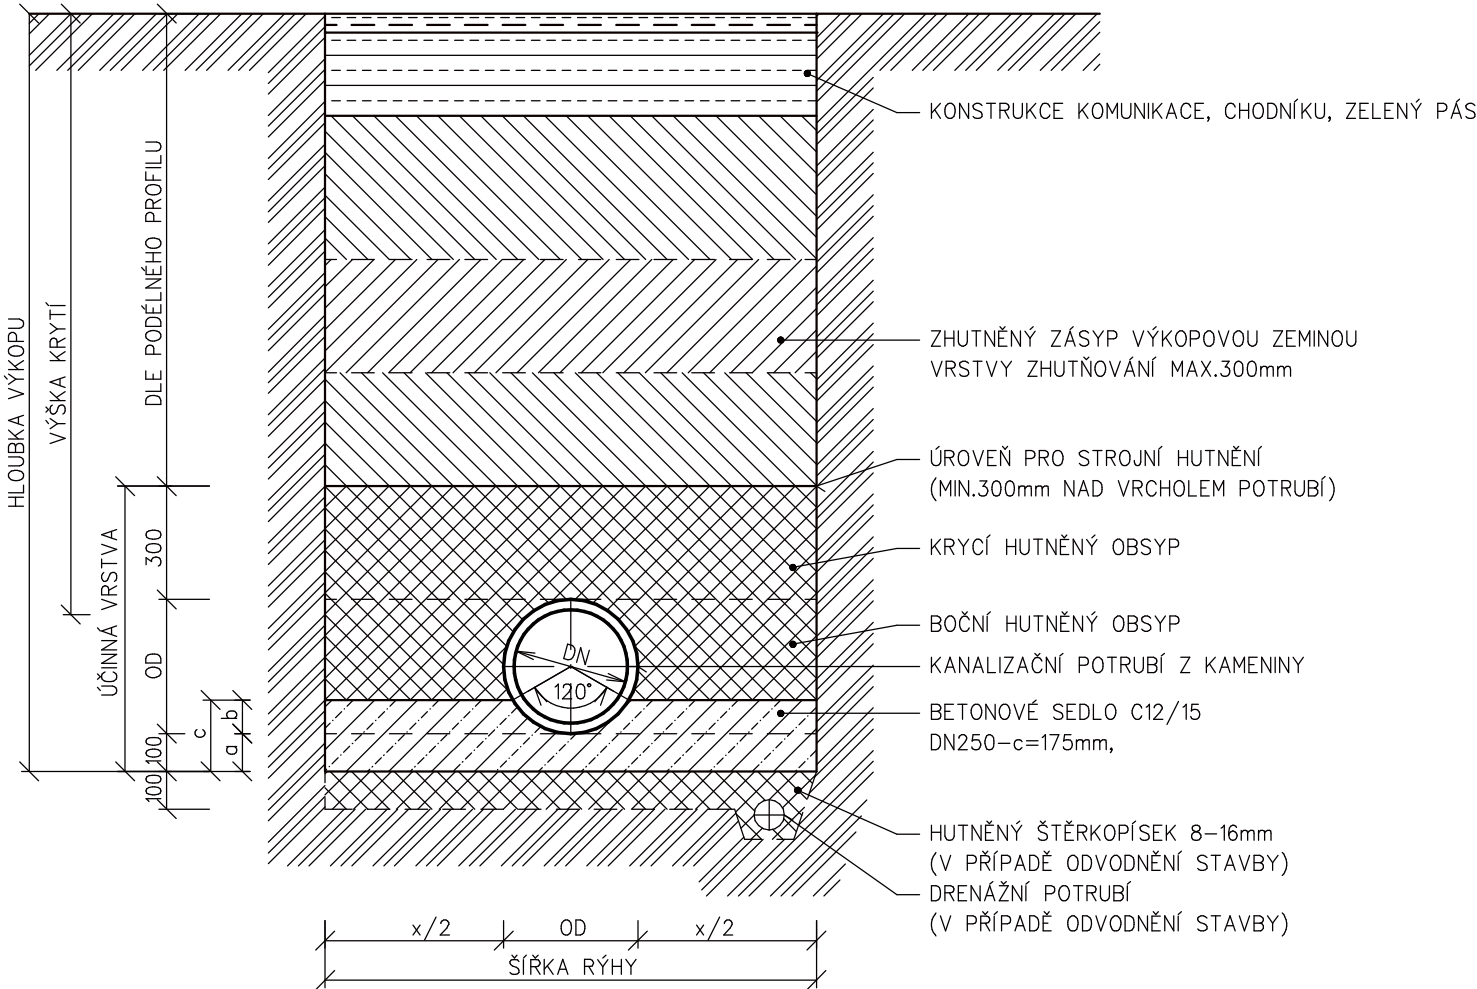 KONSTRUKCE KOMUNIKACE, CHODNÍKU, ZELENÝ PÁS
ZHUTNĚNÝ ZÁSYP VÝKOPOVOU ZEMINOU
VRSTVY ZHUTŇOVÁNÍ MAX.300mm
ÚROVEŇ PRO STROJNÍ HUTNĚNÍ
(MIN.300mm NAD VRCHOLEM POTRUBÍ)
KRYCÍ HUTNĚNÝ OBSYP
BOČNÍ HUTNĚNÝ OBSYP
KANALIZAČNÍ POTRUBÍ Z KAMENINY
BETONOVÉ SEDLO C12/15
DN250-c=175mm,
HUTNĚNÝ ŠTĚRKOPÍSEK 8-16mm
(V PŘÍPADĚ ODVODNĚNÍ STAVBY)
DRENÁŽNÍ POTRUBÍ
(V PŘÍPADĚ ODVODNĚNÍ STAVBY)
HLOUBKA VÝKOPU
VÝŠKA KRYTÍ
DLE PODÉLNÉHO PROFILU
ÚČINNÁ VRSTVA
300
OD
100
100
c
b
a
DN
120°
x/2
OD
x/2
ŠÍŘKA RÝHY